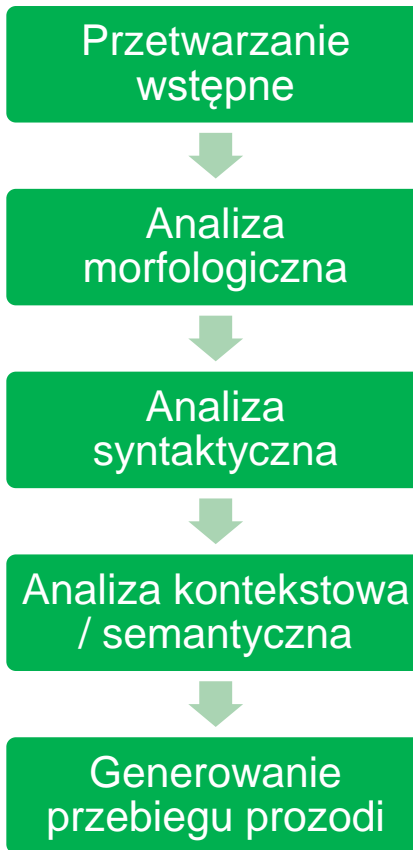 Przetwarzanie
wstępne
Analiza
morfologiczna
Analiza
syntaktyczna
Analiza kontekstowa
/ semantyczna
Generowanie
przebiegu prozodi